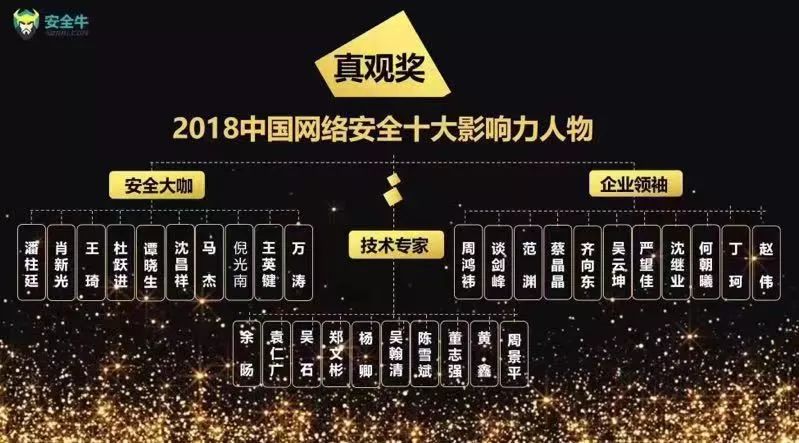 安全牛
真观奖
2018中国网络安全十大影响力人物
安全大咖
潘柱廷
肖新光
王琦
杜跃进
谭晓生
沈昌祥
马杰
倪光南
王英键
万涛
技术专家
余旸
袁仁广
吴石
郑文彬
杨卿
吴翰清
陈雪斌
董志强
黄鑫
周景平
企业领袖
周鸿祎
谈剑峰
范渊
蔡晶晶
齐向东
吴云坤
严望佳
沈继业
何朝曦
丁珂
赵伟